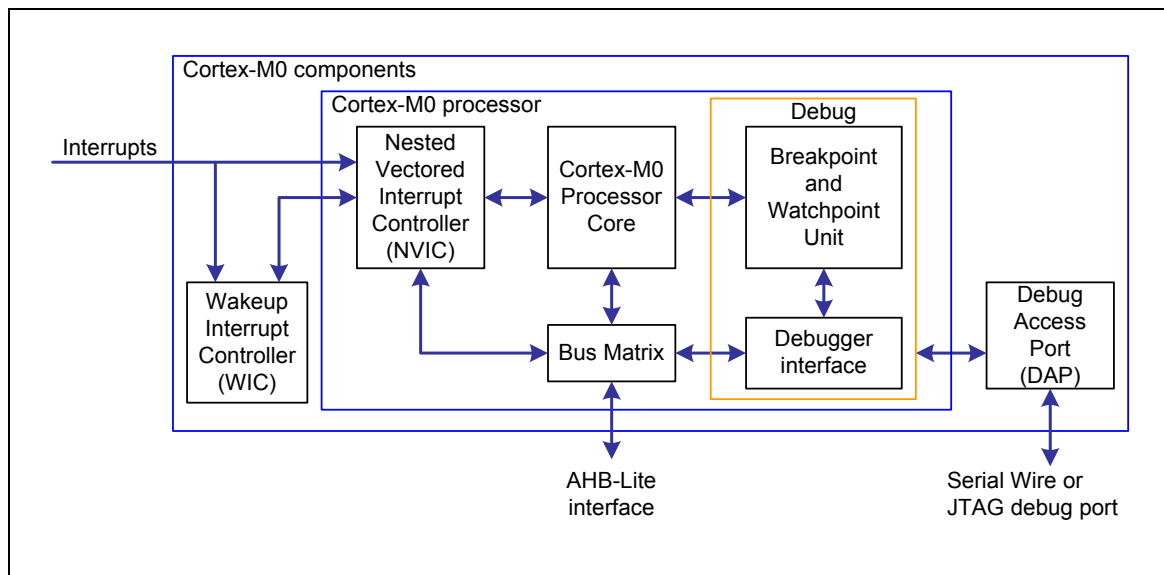 Cortex-M0 components
Cortex-M0 processor
Debug
Interrupts
Nested
Vectored
Interrupt
Controller
(NVIC)
Cortex-M0
Processor
Core
Breakpoint
and
Watchpoint
Unit
Wakeup
Interrupt
Controller
(WIC)
Bus Matrix
Debugger
interface
Debug
Access
Port
(DAP)
AHB-Lite
interface
Serial Wire or
JTAG debug port